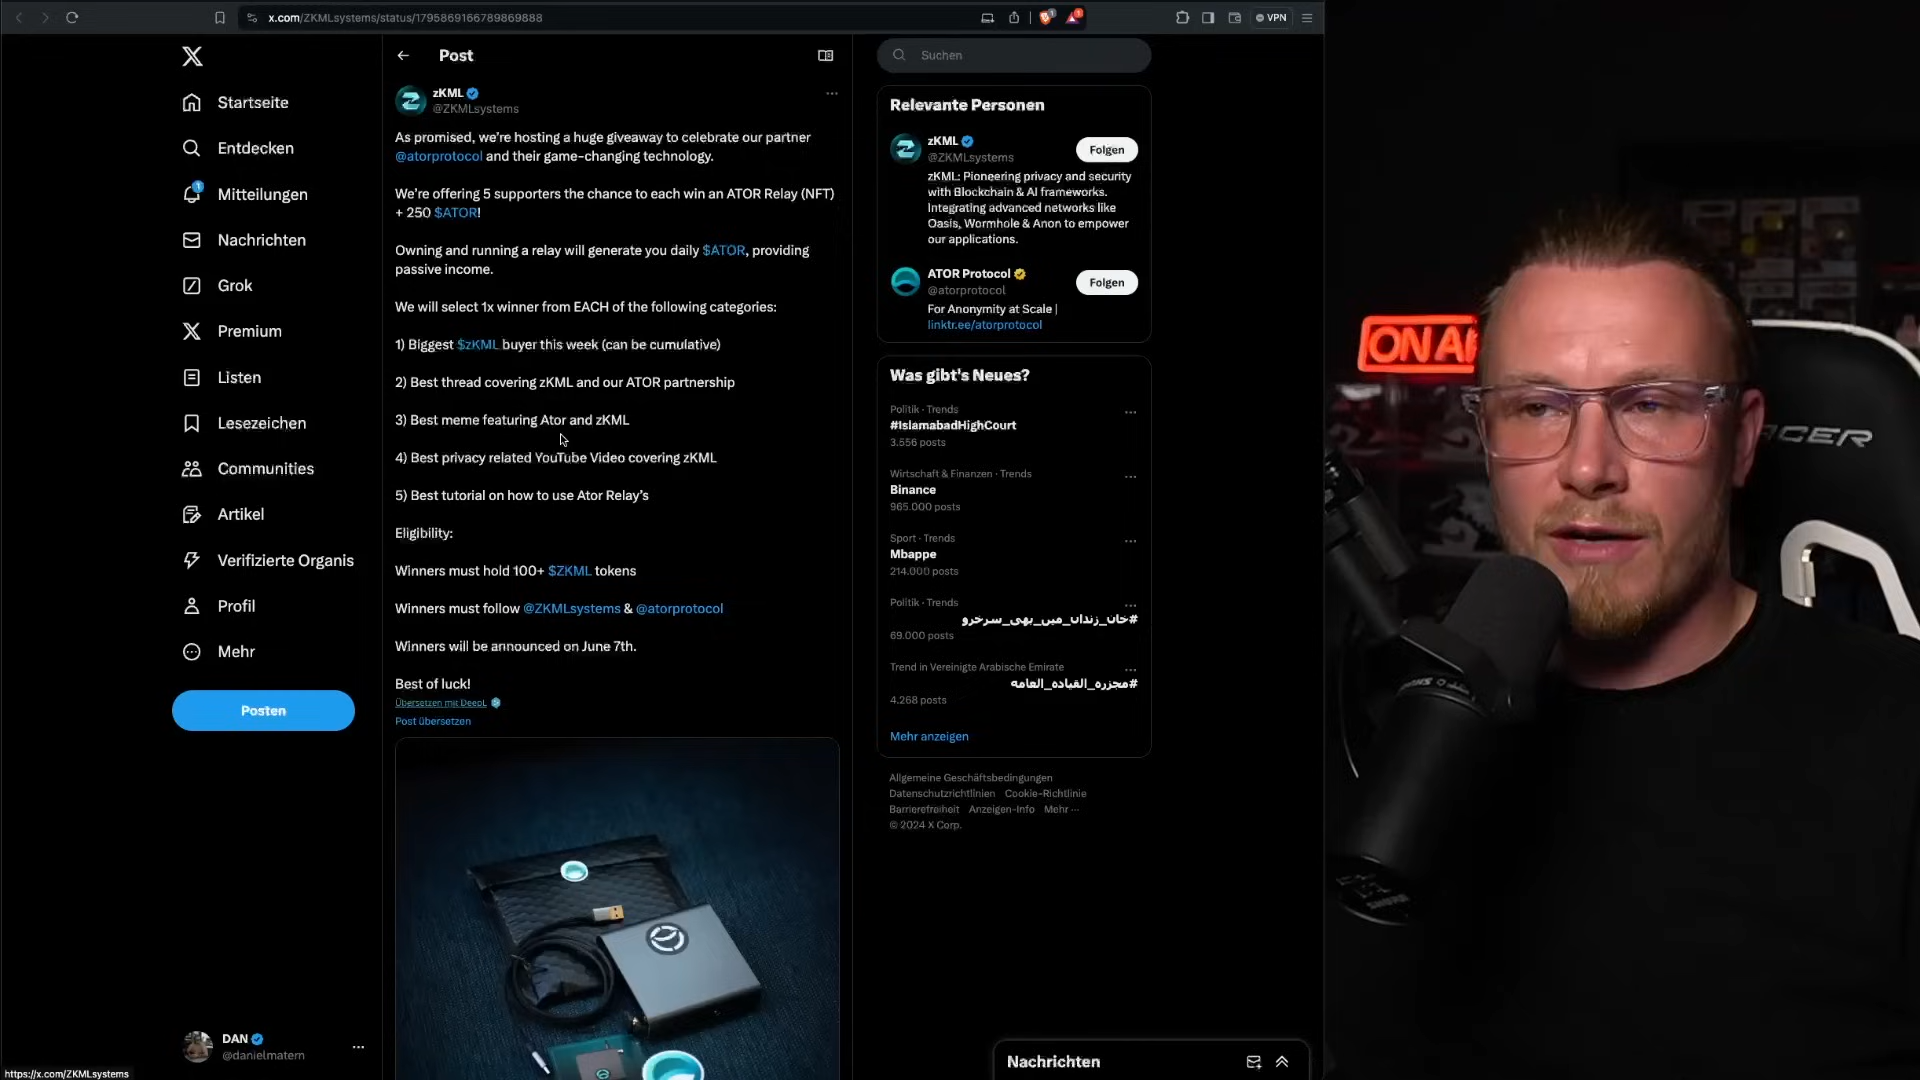 x.com/ZKMLsystems/status/1795869166789869888
VPN
Startseite
Entdecken
Mitteilungen
Nachrichten
Grok
Premium
Listen
Lesezeichen
Communities
Artikel
Verifizierte Organis
Profil
Mehr
Posten
DAN
@danielmatern
https://x.com/ZKMLsystems
Post
zKML
@ZKMLsystems
As promised, we're hosting a huge giveaway to celebrate our partner
@atorprotocol and their game-changing technology.
We're offering 5 supporters the chance to each win an ATOR Relay (NFT)
+ 250 $ATOR!
Owning and running a relay will generate you daily $ATOR, providing
passive income.
We will select 1x winner from EACH of the following categories:
1) Biggest $zKML buyer this week (can be cumulative)
2) Best thread covering zKML and our ATOR partnership
3) Best meme featuring Ator and zKML
4) Best privacy related YouTube Video covering zKML
5) Best tutorial on how to use Ator Relay's
Eligibility:
Winners must hold 100+ $ZKML tokens
Winners must follow @ZKMLsystems & @atorprotocol
Winners will be announced on June 7th.
Best of luck!
Übersetzen mit DeepL
Post übersetzen
Suchen
Relevante Personen
zKML
@ZKMLsystems
Folgen
zKML: Pioneering privacy and security
with Blockchain & AI frameworks.
Integrating advanced networks like
Oasis, Wormhole & Anon to empower
our applications.
ATOR Protocol
@atorprotocol
Folgen
For Anonymity at Scale |
linktr.ee/atorprotocol
Was gibt's Neues?
Politik · Trends
#IslamabadHighCourt
3.556 posts
Wirtschaft & Finanzen · Trends
Binance
965.000 posts
Sport · Trends
Mbappe
214.000 posts
Politik · Trends
#خان_زندان_میں_بھی_سرخرو
69.000 posts
Trend in Vereinigte Arabische Emirate
#مجزره_القياده_العامه
4.268 posts
Mehr anzeigen
Allgemeine Geschäftsbedingungen
Datenschutzrichtlinien Cookie-Richtlinie
Barrierefreiheit Anzeigen-Info Mehr ···
© 2024 X Corp.
Nachrichten
ON AI
ACER